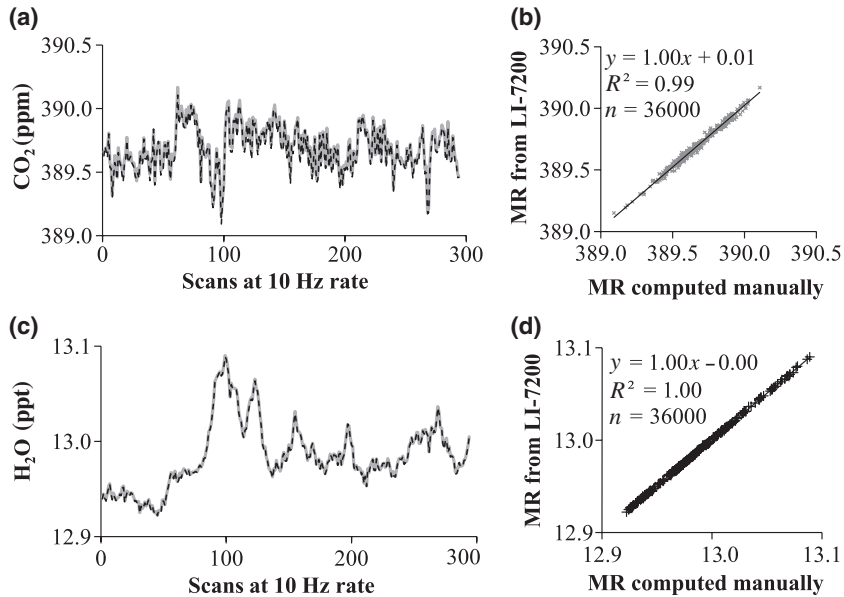 (a)
390.5
390.0
389.5
389.0
CO₂ (ppm)
0
100
200
300
Scans at 10 Hz rate
(b)
390.5
390.0
389.5
389.0
MR from LI-7200
y = 1.00x + 0.01
R² = 0.99
n = 36000
389.0
389.5
390.0
390.5
MR computed manually
(c)
13.1
13.0
12.9
H₂O (ppt)
0
100
200
300
Scans at 10 Hz rate
(d)
13.1
13.0
12.9
MR from LI-7200
y = 1.00x –0.00
R² = 1.00
n = 36000
12.9
13.0
13.1
MR computed manually